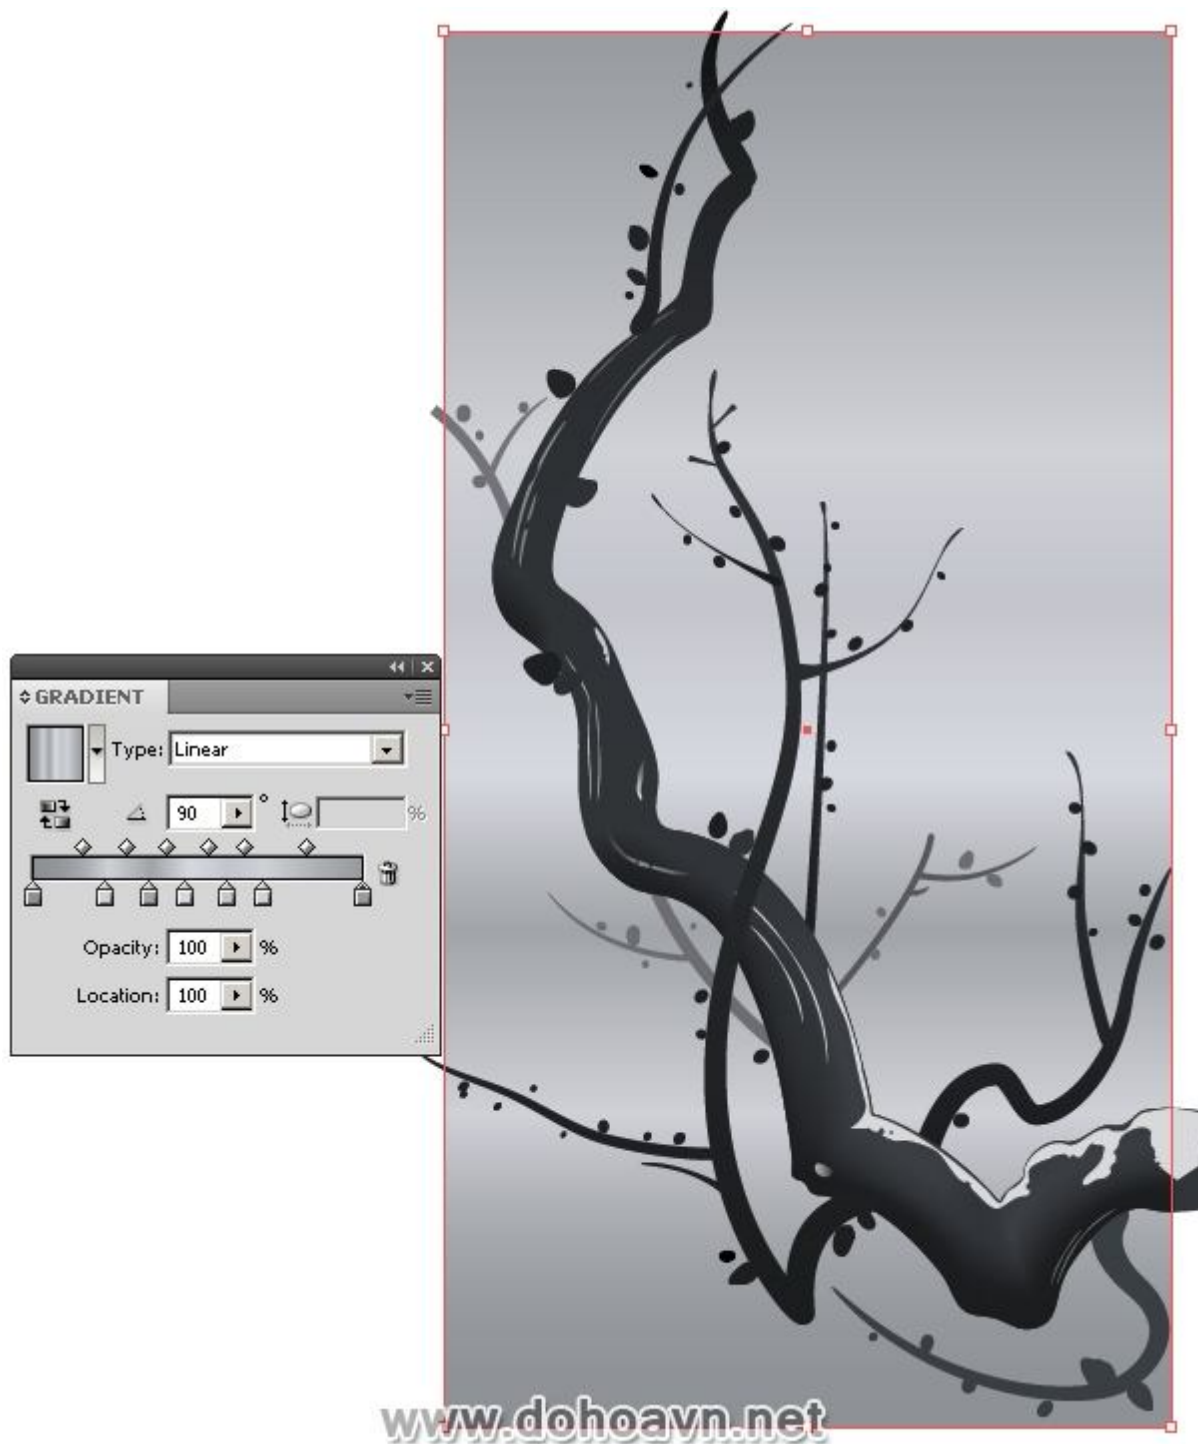 GRADIENT
Type: Linear
90 ° %
Opacity: 100 %
Location: 100 %
www.dohoavn.net